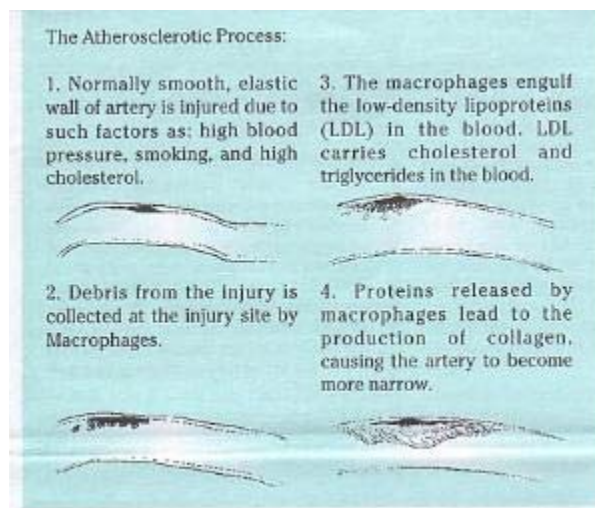 The Atherosclerotic Process:
1. Normally smooth, elastic
wall of artery is injured due to
such factors as: high blood
pressure, smoking, and high
cholesterol.
2. Debris from the injury is
collected at the injury site by
Macrophages.
3. The macrophages engulf
the low-density lipoproteins
(LDL) in the blood. LDL
carries cholesterol and
triglycerides in the blood.
4. Proteins released by
macrophages lead to the
production of collagen,
causing the artery to become
more narrow.